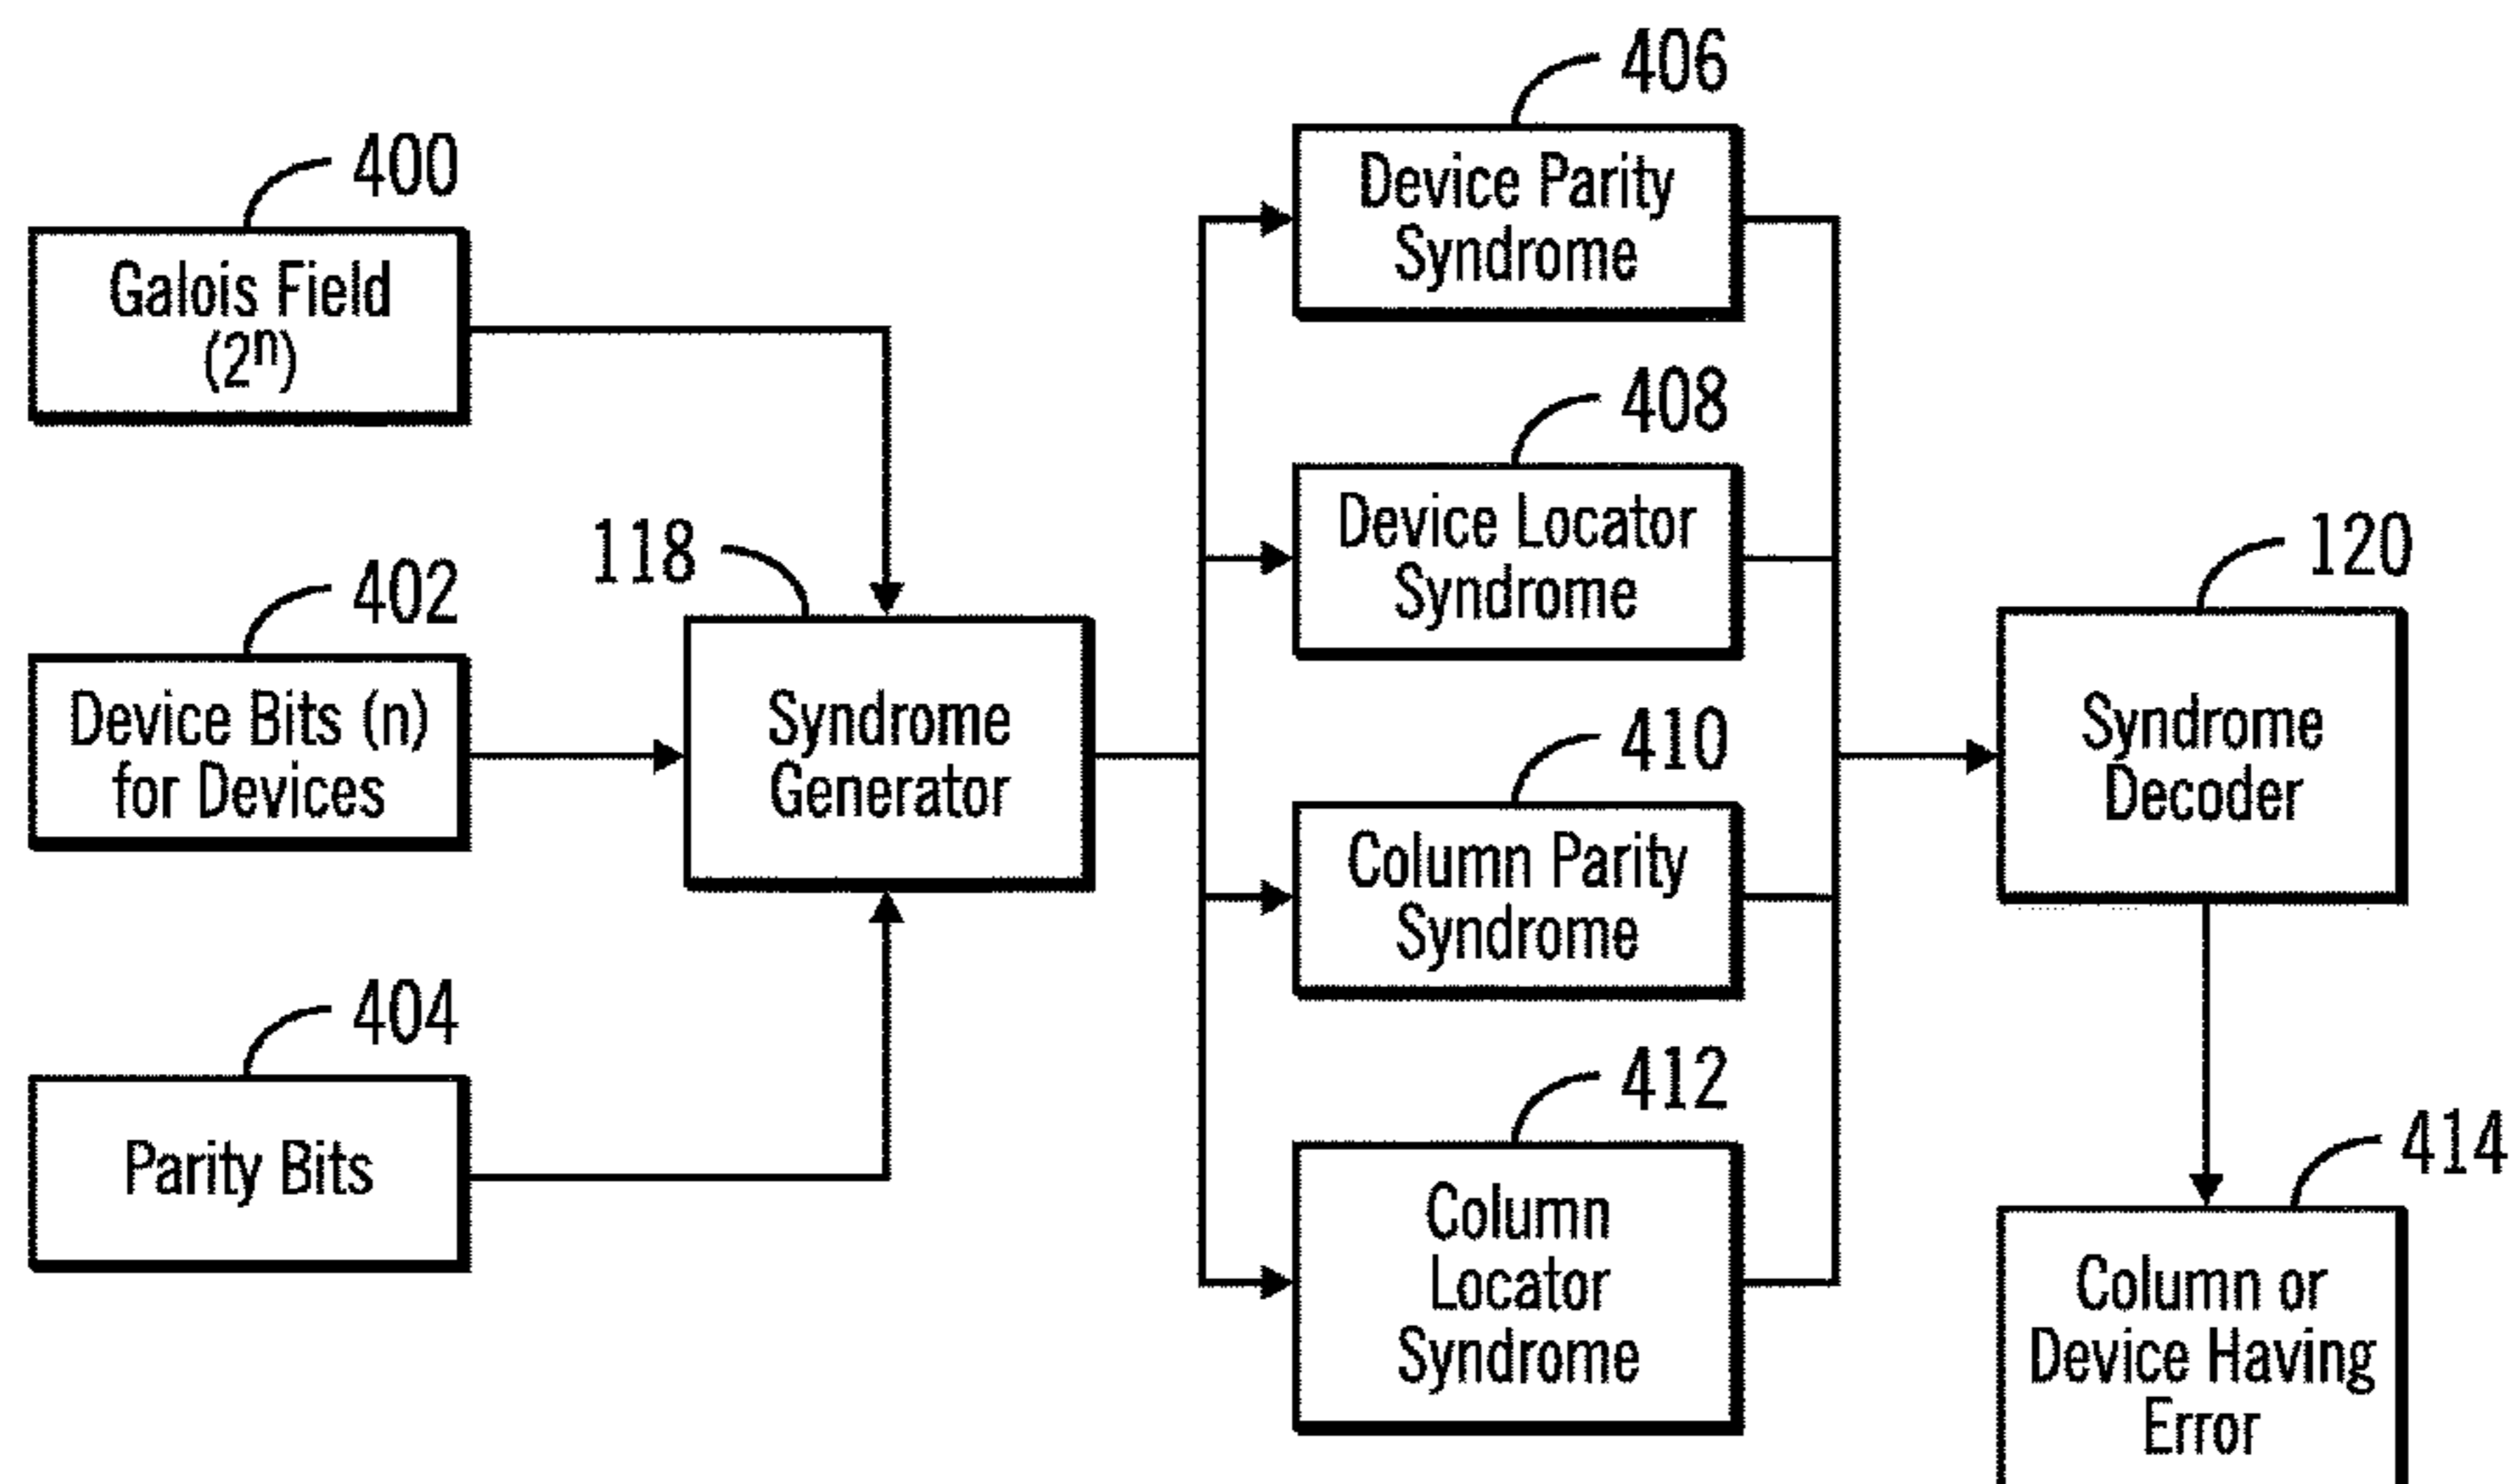 400
Galois Field
(2ⁿ)
402
Device Bits (n)
for Devices
404
Parity Bits
118
Syndrome
Generator
406
Device Parity
Syndrome
408
Device Locator
Syndrome
410
Column Parity
Syndrome
412
Column
Locator
Syndrome
120
Syndrome
Decoder
414
Column or
Device Having
Error